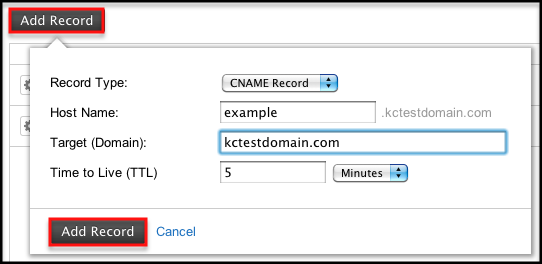 Add Record
Record Type: CNAME Record
Host Name: example .kctestdomain.com
Target (Domain): kctestdomain.com
Time to Live (TTL) 5 Minutes
Add Record Cancel